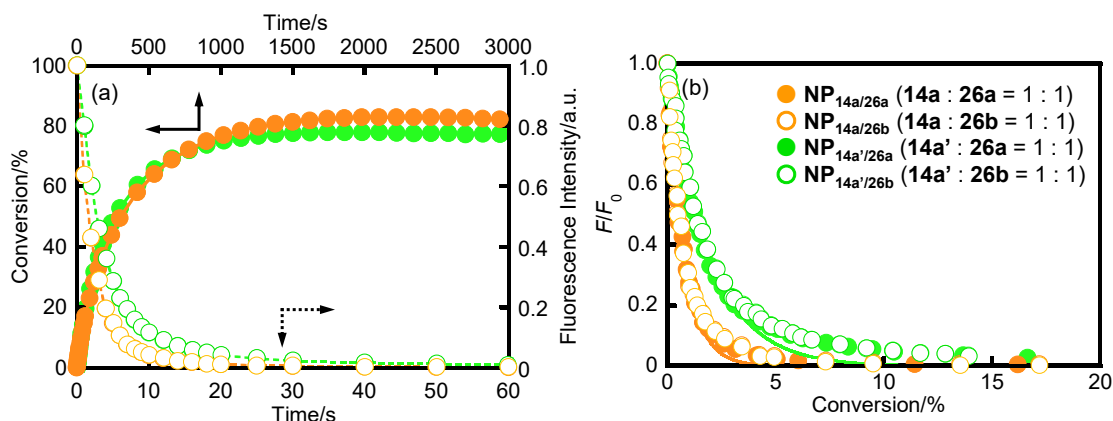 Time/s
0 500 1000 1500 2000 2500 3000
100 80 60 40 20 0
Conversion/%
(a)
1.0 0.8 0.6 0.4 0.2 0
Fluorescence Intensity/a.u.
0 10 20 30 40 50 60
Time/s
1.0 0.8 0.6 0.4 0.2 0
F/F0
(b)
NP14a/26a (14a : 26a = 1 : 1)
NP14a/26b (14a : 26b = 1 : 1)
NP14a'/26a (14a' : 26a = 1 : 1)
NP14a'/26b (14a' : 26b = 1 : 1)
0 5 10 15 20
Conversion/%